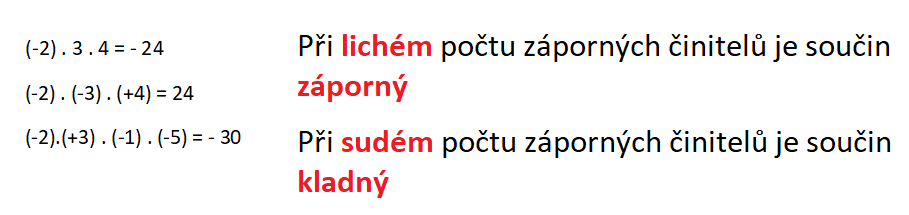 (-2) . 3 . 4 = - 24
(-2) . (-3) . (+4) = 24
(-2).(+3) . (-1) . (-5) = - 30
Při lichém počtu záporných činitelů je součin
záporný
Při sudém počtu záporných činitelů je součin
kladný